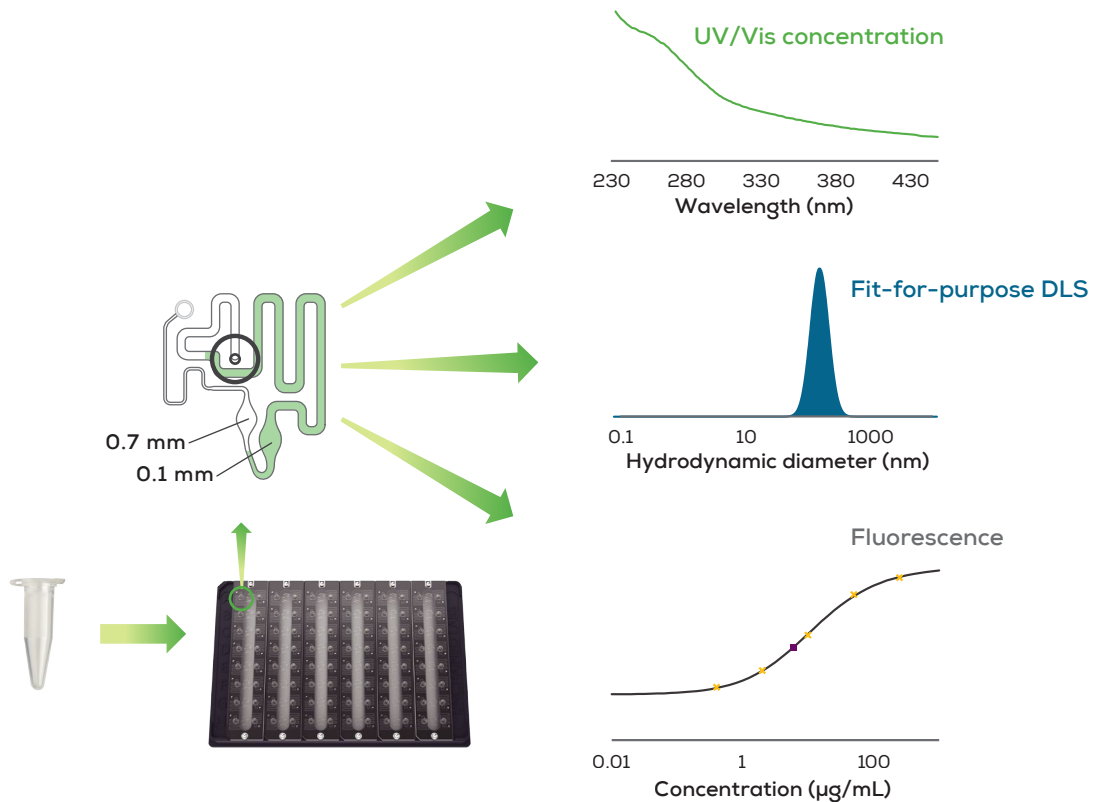 UV/Vis concentration
230 280 330 380 430
Wavelength (nm)
Fit-for-purpose DLS
0.1 10 1000
Hydrodynamic diameter (nm)
0.7 mm
0.1 mm
Fluorescence
0.01 1 100
Concentration (µg/mL)